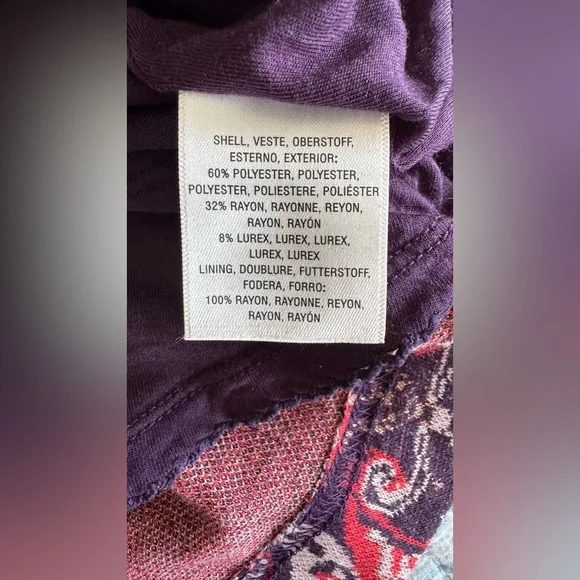 SHELL, VESTE, OBERSTOFF,
ESTERNO, EXTERIOR:
60% POLYESTER, POLYESTER,
POLYESTER, POLIESTERE, POLIÉSTER
32% RAYON, RAYONNE, REYON,
RAYON, RAYÓN
8% LUREX, LUREX, LUREX,
LUREX, LUREX
LINING, DOUBLURE, FUTTERSTOFF,
FODERA, FORRO:
100% RAYON, RAYONNE, REYON,
RAYON, RAYÓN